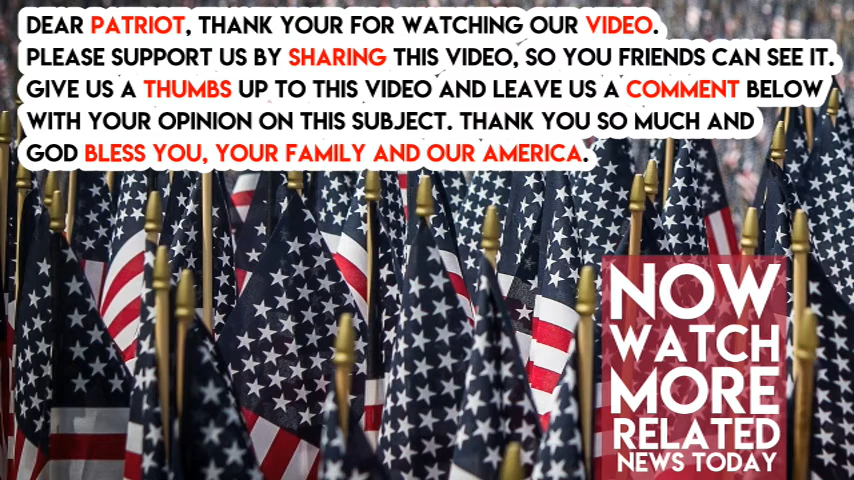 DEAR PATRIOT, THANK YOUR FOR WATCHING OUR VIDEO.
PLEASE SUPPORT US BY SHARING THIS VIDEO, SO YOU FRIENDS CAN SEE IT.
GIVE US A THUMBS UP TO THIS VIDEO AND LEAVE US A COMMENT BELOW
WITH YOUR OPINION ON THIS SUBJECT. THANK YOU SO MUCH AND
GOD BLESS YOU, YOUR FAMILY AND OUR AMERICA.
NOW
WATCH
MORE
RELATED
NEWS TODAY